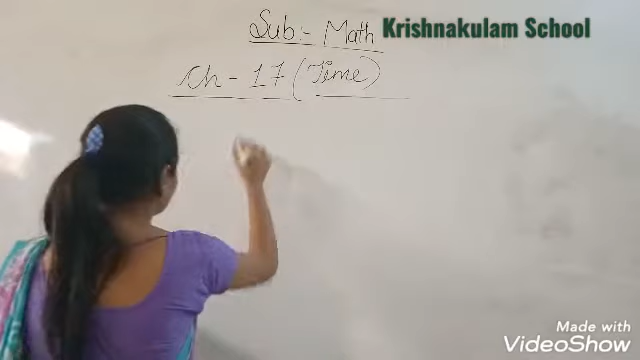 Sub:- Math
Krishnakulam School
Ch - 17 (Time)
Made with
VideoShow